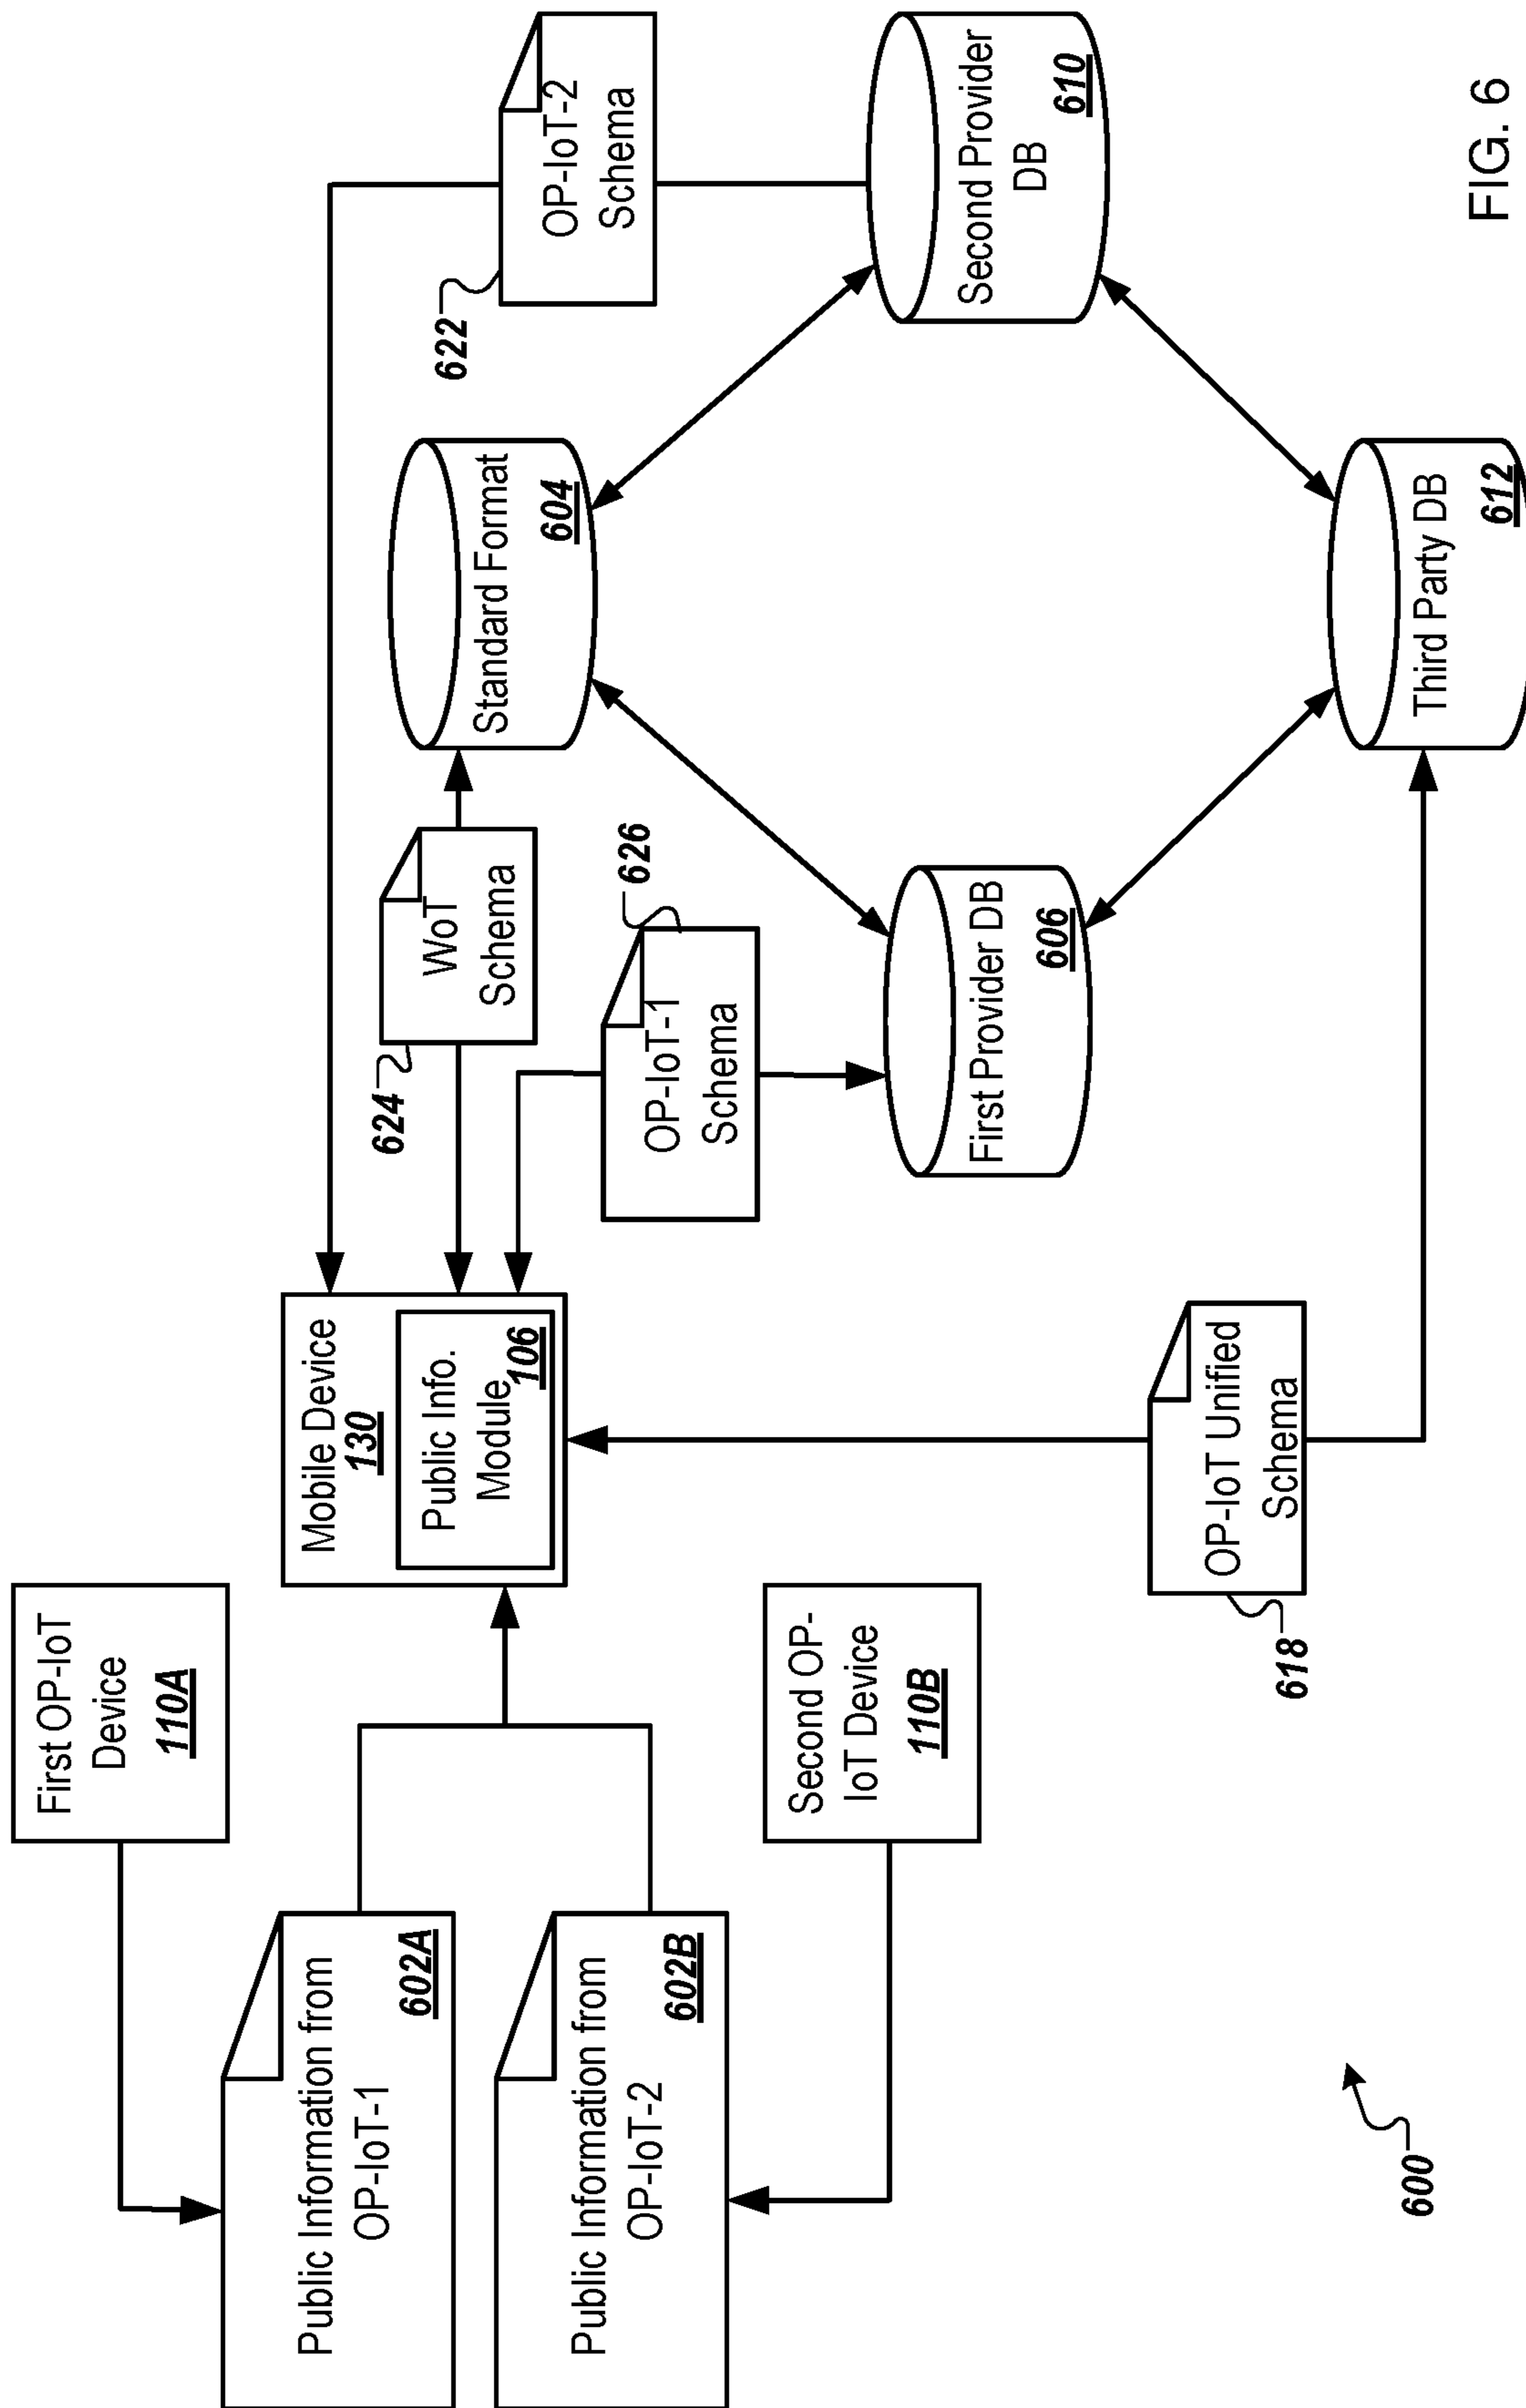 First OP-IoT
Device
110A
Public Information from
OP-IoT-1
602A
Public Information from
OP-IoT-2
602B
Second OP-
IoT Device
110B
Mobile Device
130
Public Info.
Module
106
624
WoT
Schema
OP-IoT-1
Schema
626
Standard Format
604
622
OP-IoT-2
Schema
First Provider DB
606
Second Provider
DB
610
OP-IoT Unified
Schema
618
Third Party DB
612
600
FIG. 6